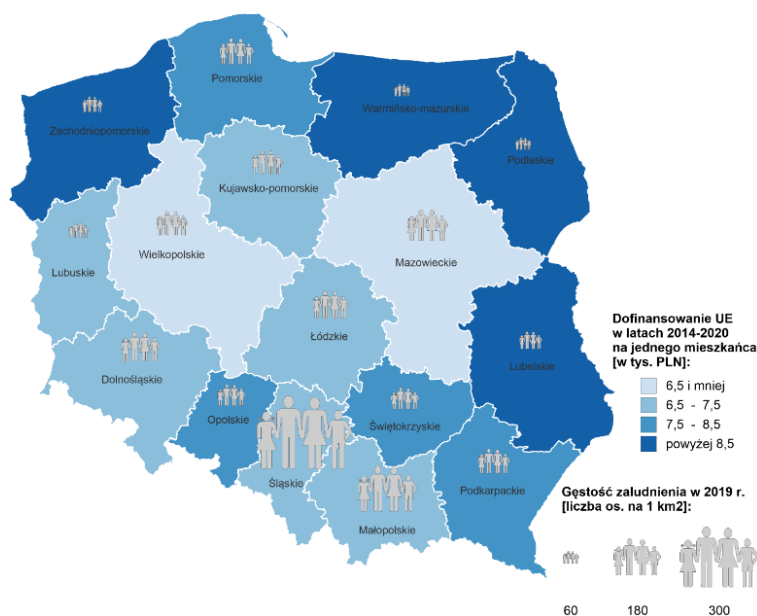 Pomorskie
Zachodniopomorskie
Warmińsko-mazurskie
Podlaskie
Kujawsko-pomorskie
Wielkopolskie
Mazowieckie
Lubuskie
Łódzkie
Dolnośląskie
Lubelskie
Opolskie
Świętokrzyskie
Śląskie
Podkarpackie
Małopolskie
Dofinansowanie UE
w latach 2014-2020
na jednego mieszkańca
[w tys. PLN]:
6,5 i mniej
6,5 - 7,5
7,5 - 8,5
powyżej 8,5
Gęstość zaludnienia w 2019 r.
[liczba os. na 1 km2]:
60 180 300